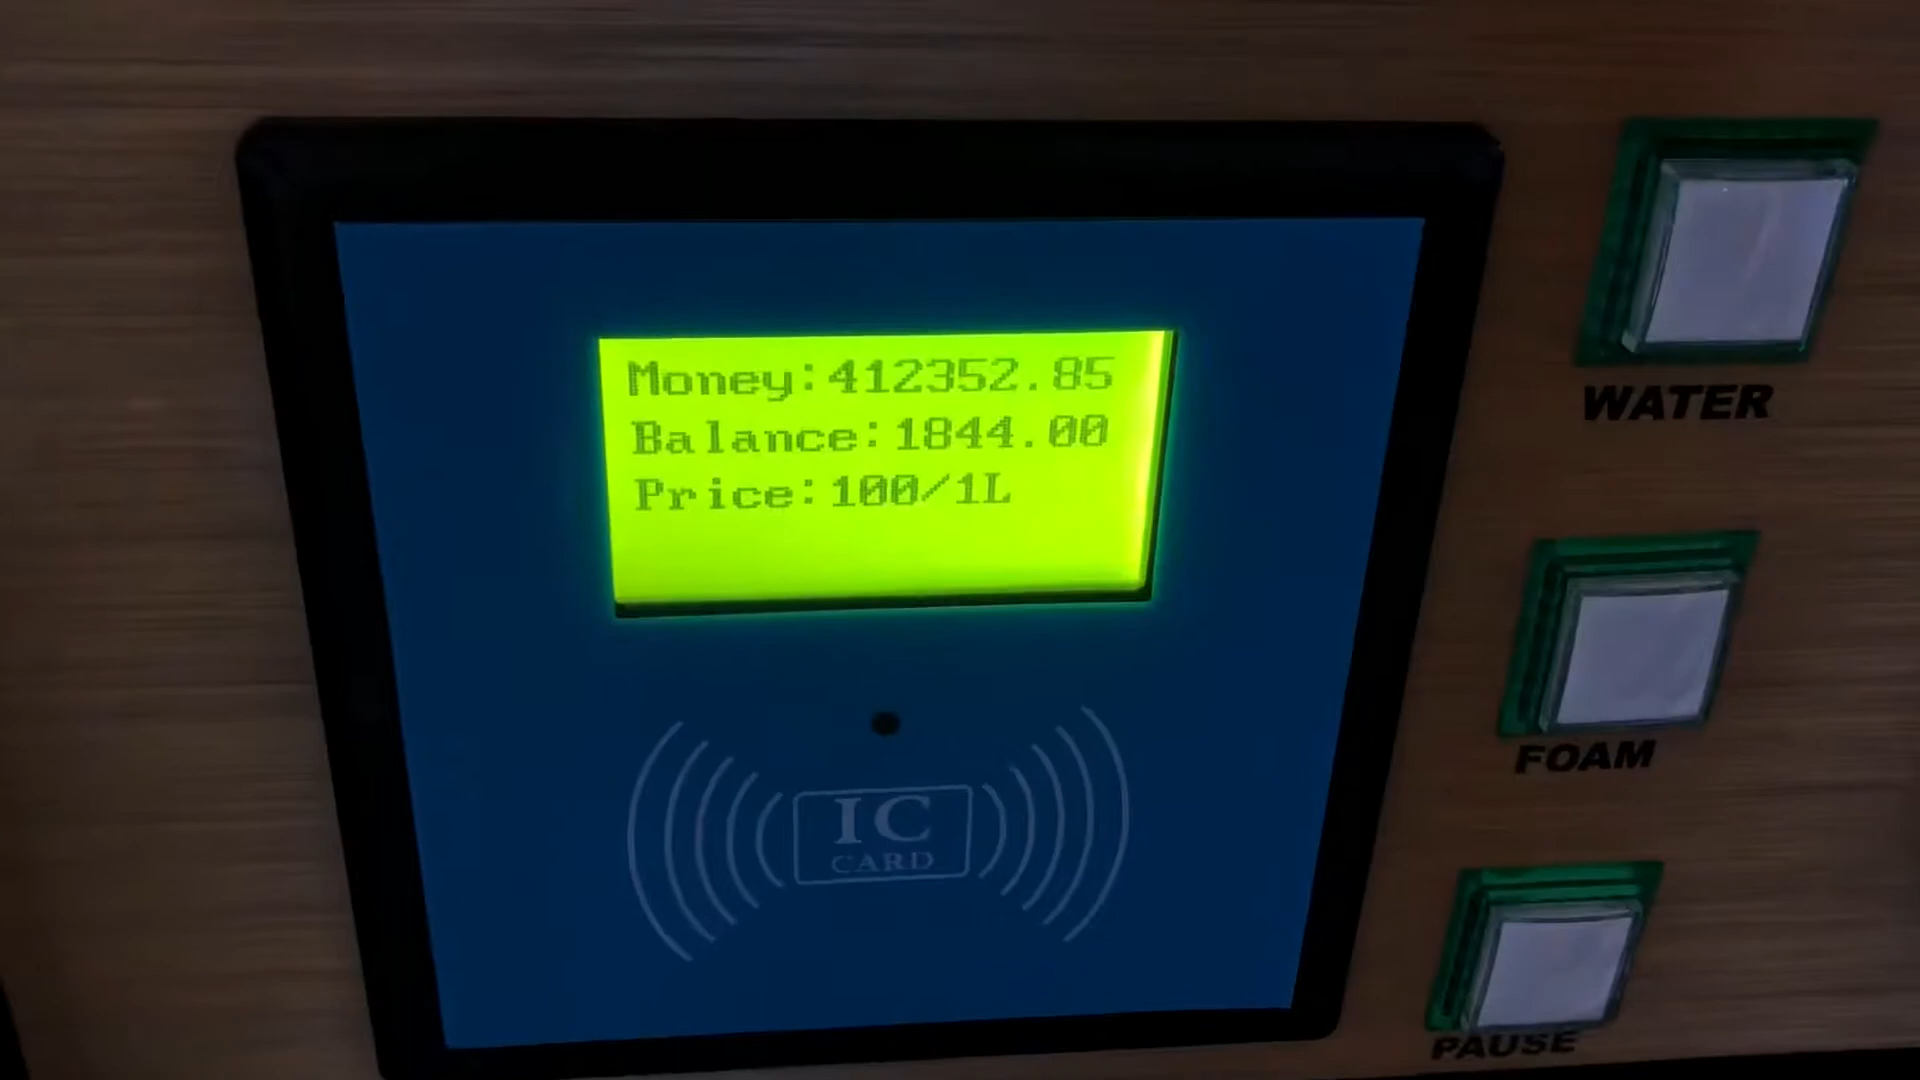 Money:412352.85
Balance:1844.00
Price:100/1L
IC
CARD
WATER
FOAM
PAUSE